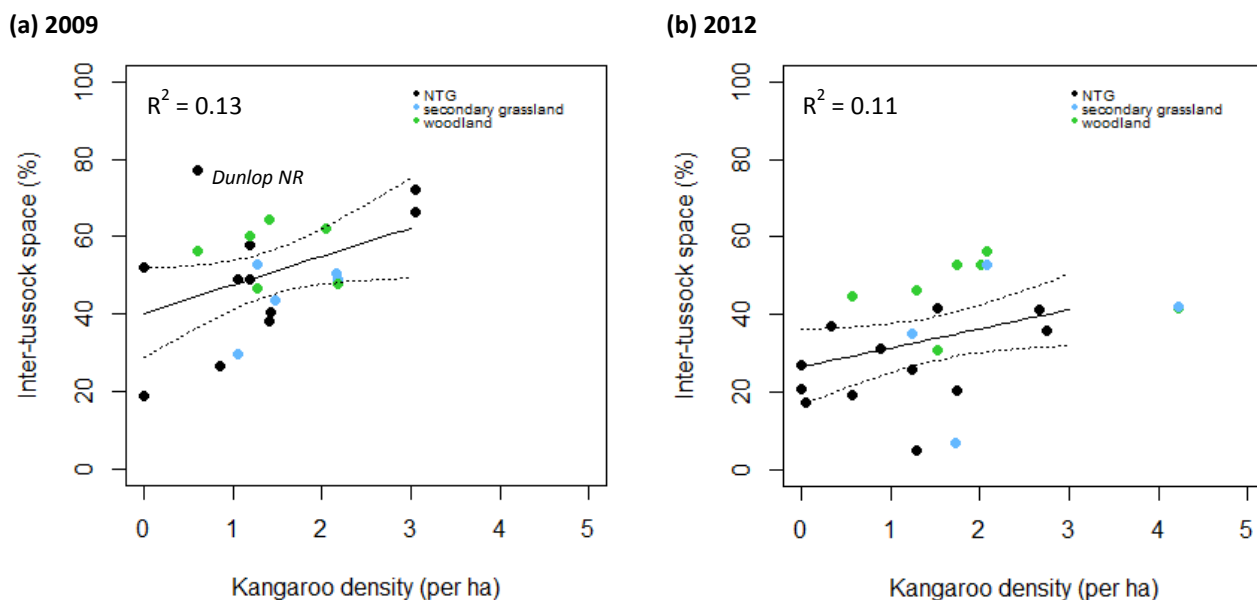 (a) 2009
R² = 0.13
NTG
secondary grassland
woodland
Dunlop NR
Inter-tussock space (%)
100
80
60
40
20
0
0 1 2 3 4 5
Kangaroo density (per ha)
(b) 2012
R² = 0.11
NTG
secondary grassland
woodland
Inter-tussock space (%)
100
80
60
40
20
0
0 1 2 3 4 5
Kangaroo density (per ha)